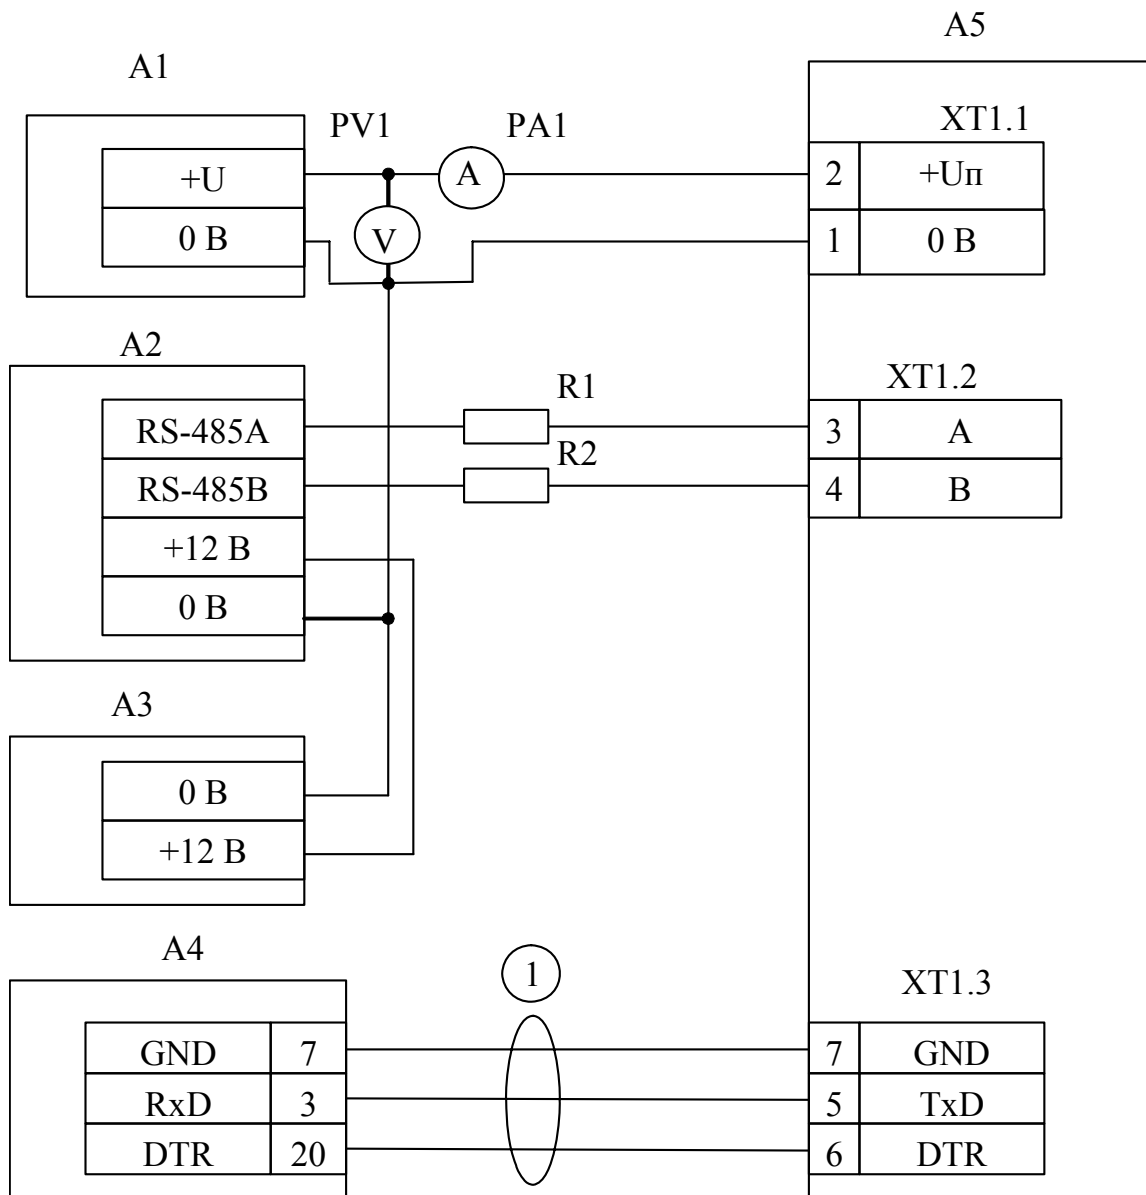 A5
A1
XT1.1
PV1
PA1
+U
A
2
+Uп
0 В
V
1
0 В
A2
XT1.2
R1
RS-485A
3
A
R2
RS-485B
4
B
+12 В
0 В
A3
0 В
+12 В
A4
1
XT1.3
GND
7
7
GND
RxD
3
5
TxD
DTR
20
6
DTR